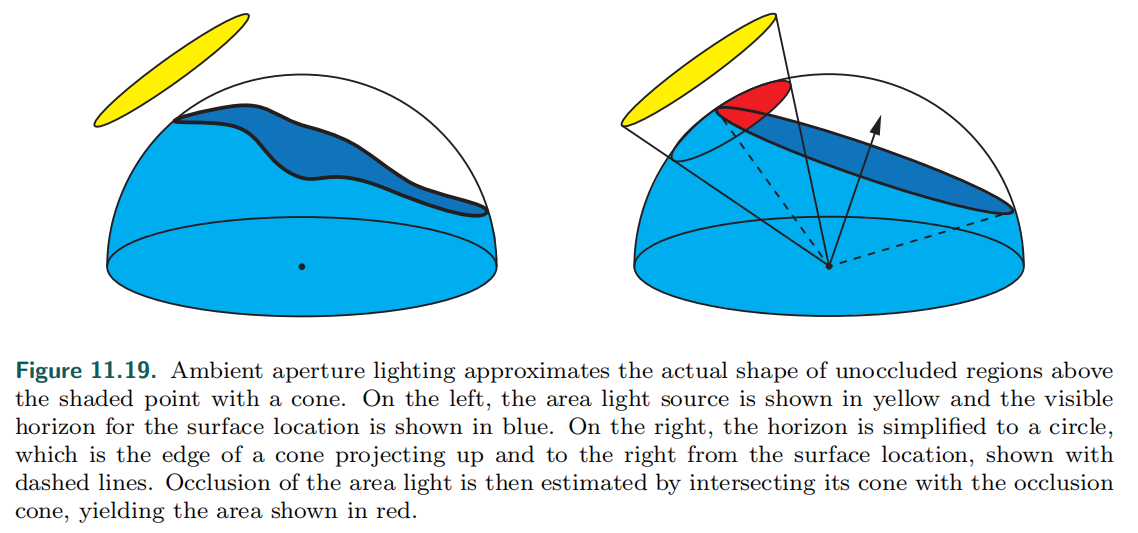 Figure 11.19. Ambient aperture lighting approximates the actual shape of unoccluded regions above
the shaded point with a cone. On the left, the area light source is shown in yellow and the visible
horizon for the surface location is shown in blue. On the right, the horizon is simplified to a circle,
which is the edge of a cone projecting up and to the right from the surface location, shown with
dashed lines. Occlusion of the area light is then estimated by intersecting its cone with the occlusion
cone, yielding the area shown in red.